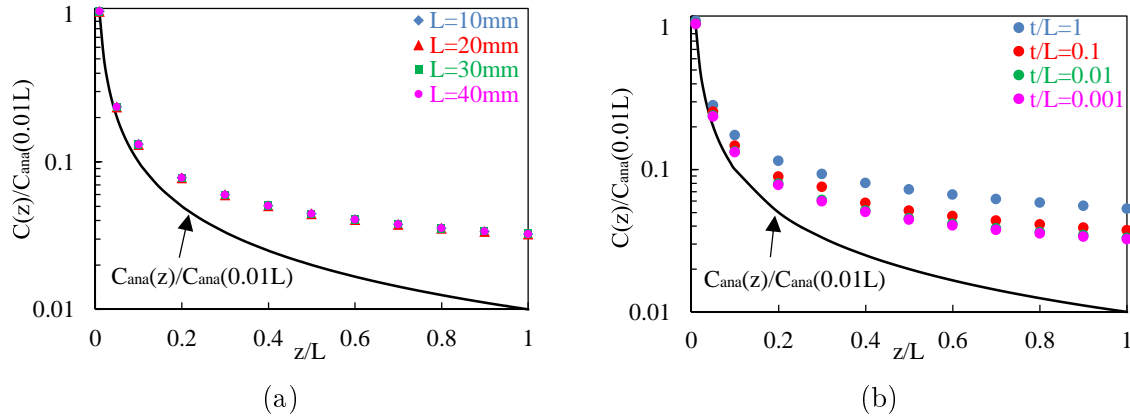 C(z)/Cana(0.01L)
1
0.1
0.01
L=10mm
L=20mm
L=30mm
L=40mm
Cana(z)/Cana(0.01L)
0 0.2 0.4 0.6 0.8 1
z/L
(a)
C(z)/Cana(0.01L)
1
0.1
0.01
t/L=1
t/L=0.1
t/L=0.01
t/L=0.001
Cana(z)/Cana(0.01L)
0 0.2 0.4 0.6 0.8 1
z/L
(b)